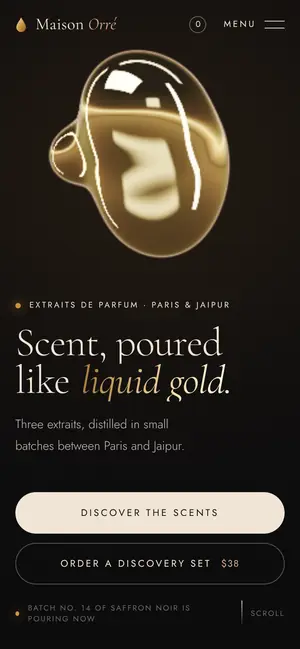 Maison Orré
0
MENU
EXTRAITS DE PARFUM · PARIS & JAIPUR
Scent, poured
like liquid gold.
Three extraits, distilled in small
batches between Paris and Jaipur.
DISCOVER THE SCENTS
ORDER A DISCOVERY SET $38
BATCH NO. 14 OF SAFFRON NOIR IS
POURING NOW
SCROLL